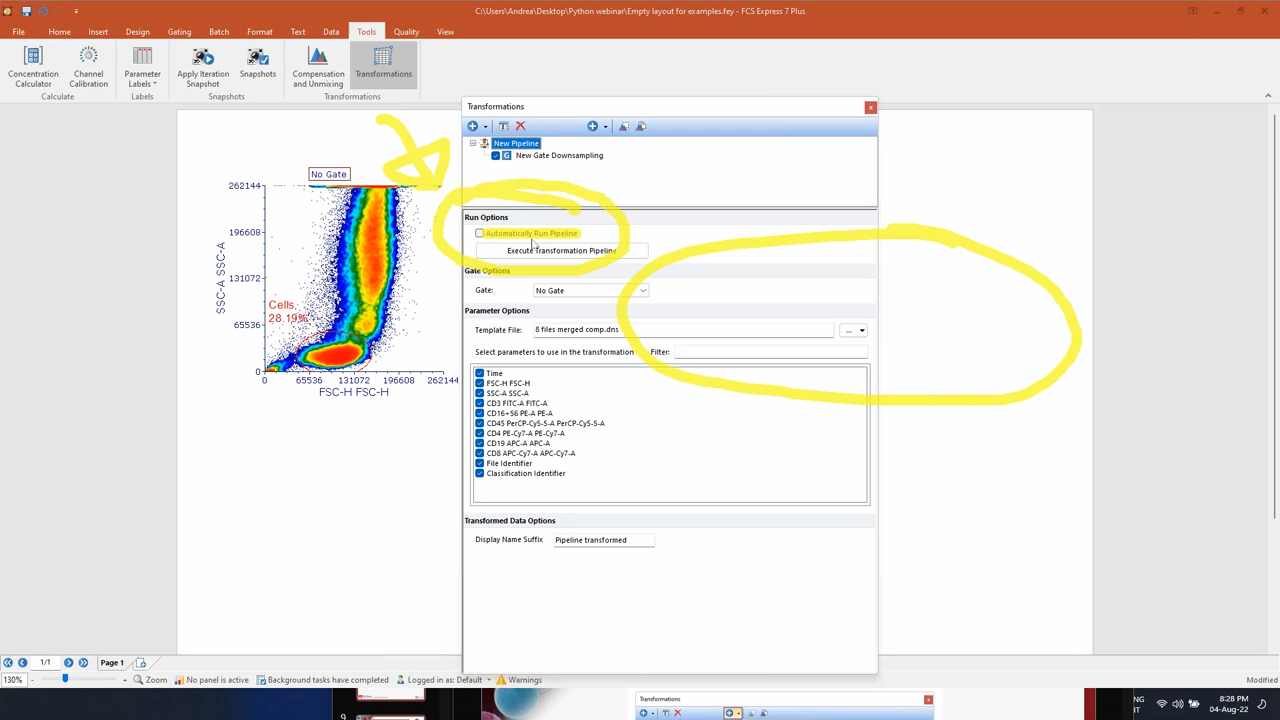 C:\Users\Andrea\Desktop\Python webinar\Empty layout for examples.fey - FCS Express 7 Plus
File Home Insert Design Gating Batch Format Text Data Tools Quality View
Concentration Calculator
Channel Calibration
Parameter Labels
Apply Iteration Snapshot
Snapshots
Compensation and Unmixing
Transformations
Calculate Labels Snapshots Transformations
Transformations
New Pipeline
G New Gate Downsampling
No Gate
262144
196608
131072
65536
0
SSC-A SSC-A
Cells
28.19%
0 65536 131072 196608 262144
FSC-H FSC-H
Run Options
Automatically Run Pipeline
Execute Transformation Pipeline
Gate Options
Gate: No Gate
Parameter Options
Template File: 8 files merged comp.dns ...
Select parameters to use in the transformation Filter:
Time
FSC-H FSC-H
SSC-A SSC-A
CD3 FITC-A FITC-A
CD16+56 PE-A PE-A
CD45 PerCP-Cy5-5-A PerCP-Cy5-5-A
CD4 PE-Cy7-A PE-Cy7-A
CD19 APC-A APC-A
CD8 APC-Cy7-A APC-Cy7-A
File Identifier
Classification Identifier
Transformed Data Options
Display Name Suffix Pipeline transformed
1/1 Page 1
130% - + Zoom No panel is active Background tasks have completed Logged in as: Default Warnings Modified
Transformations
9
NG
IT
8:28 PM
04-Aug-22